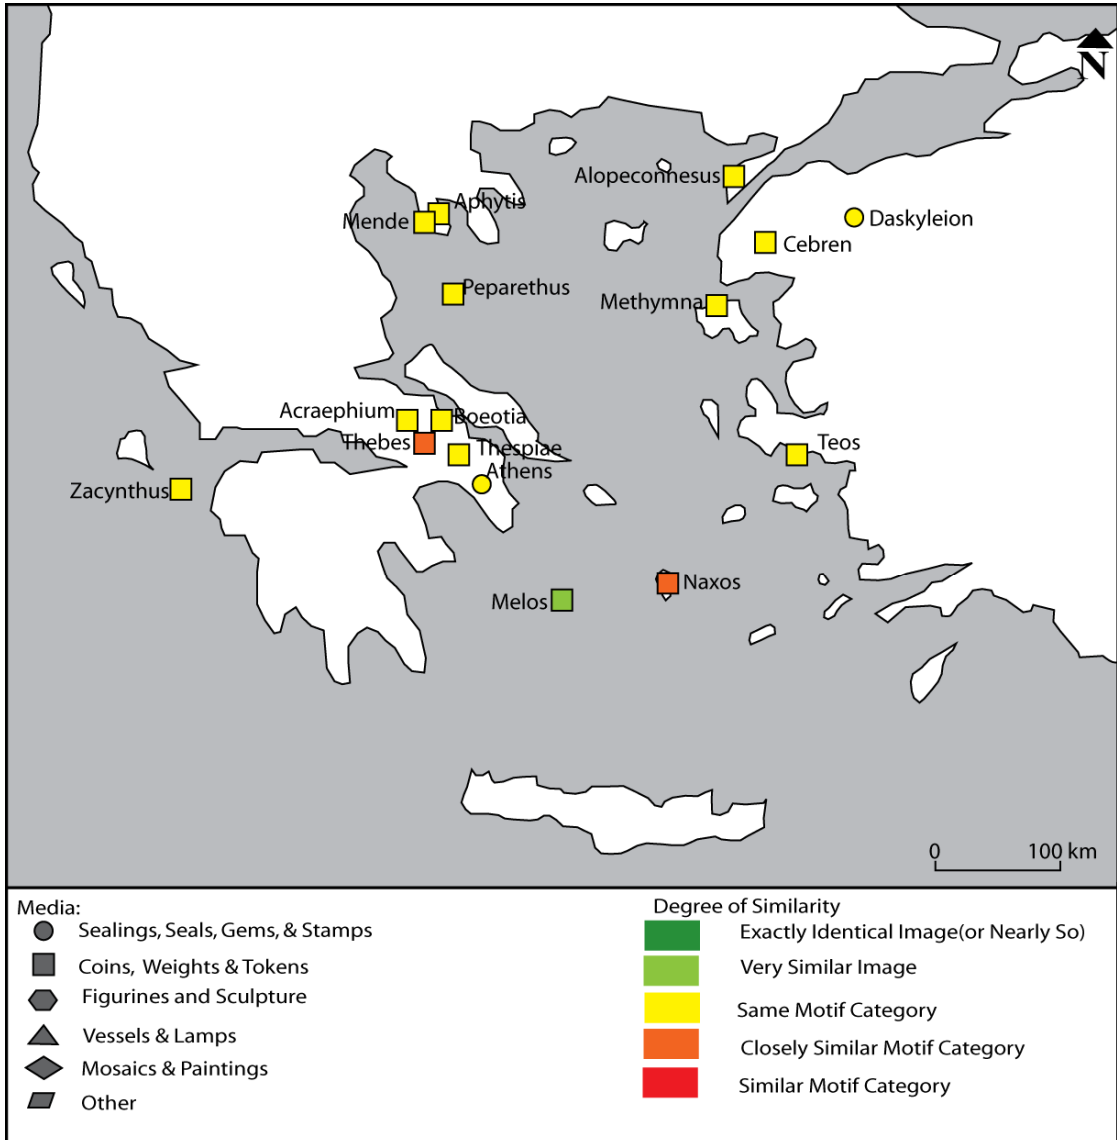 N
Alopeconnesus
Aphytis
Mende
Daskyleion
Cebren
Peparethus
Methymna
Acraephium
Boeotia
Thebes
Thespiae
Teos
Athens
Zacynthus
Naxos
Melos
0 100 km
Media:
Sealings, Seals, Gems, & Stamps
Coins, Weights & Tokens
Figurines and Sculpture
Vessels & Lamps
Mosaics & Paintings
Other
Degree of Similarity
Exactly Identical Image(or Nearly So)
Very Similar Image
Same Motif Category
Closely Similar Motif Category
Similar Motif Category